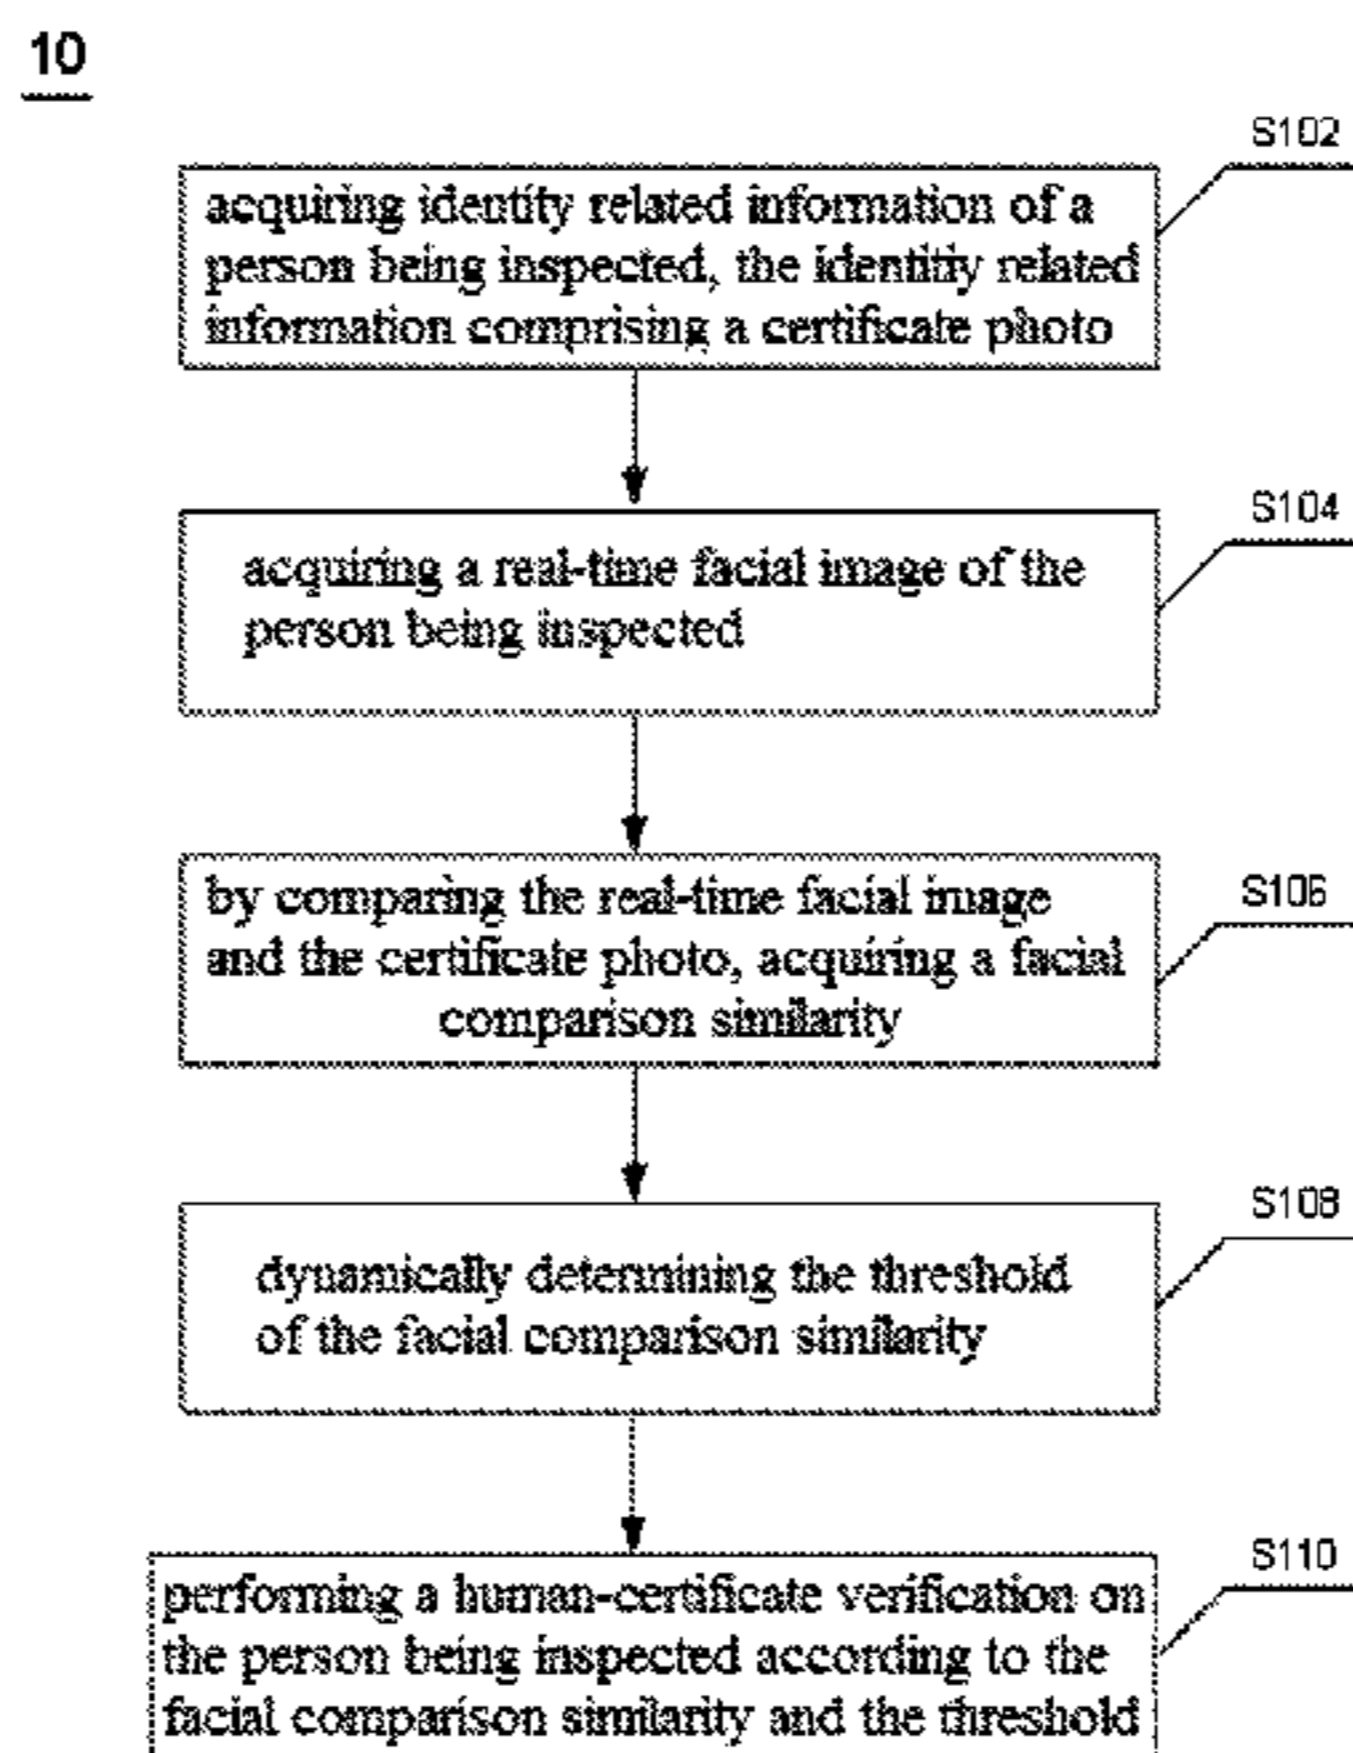 10
S102
acquiring identity related information of a
person being inspected, the identitiy related
information comprising a certificate photo
S104
acquiring a real-time facial image of the
person being inspected
S106
by comparing the real-time facial image
and the certificate photo, acquiring a facial
comparison similarity
S108
dynamically determining the threshold
of the facial comparison similarity
S110
performing a human-certificate verification on
the person being inspected according to the
facial comparison similarity and the threshold